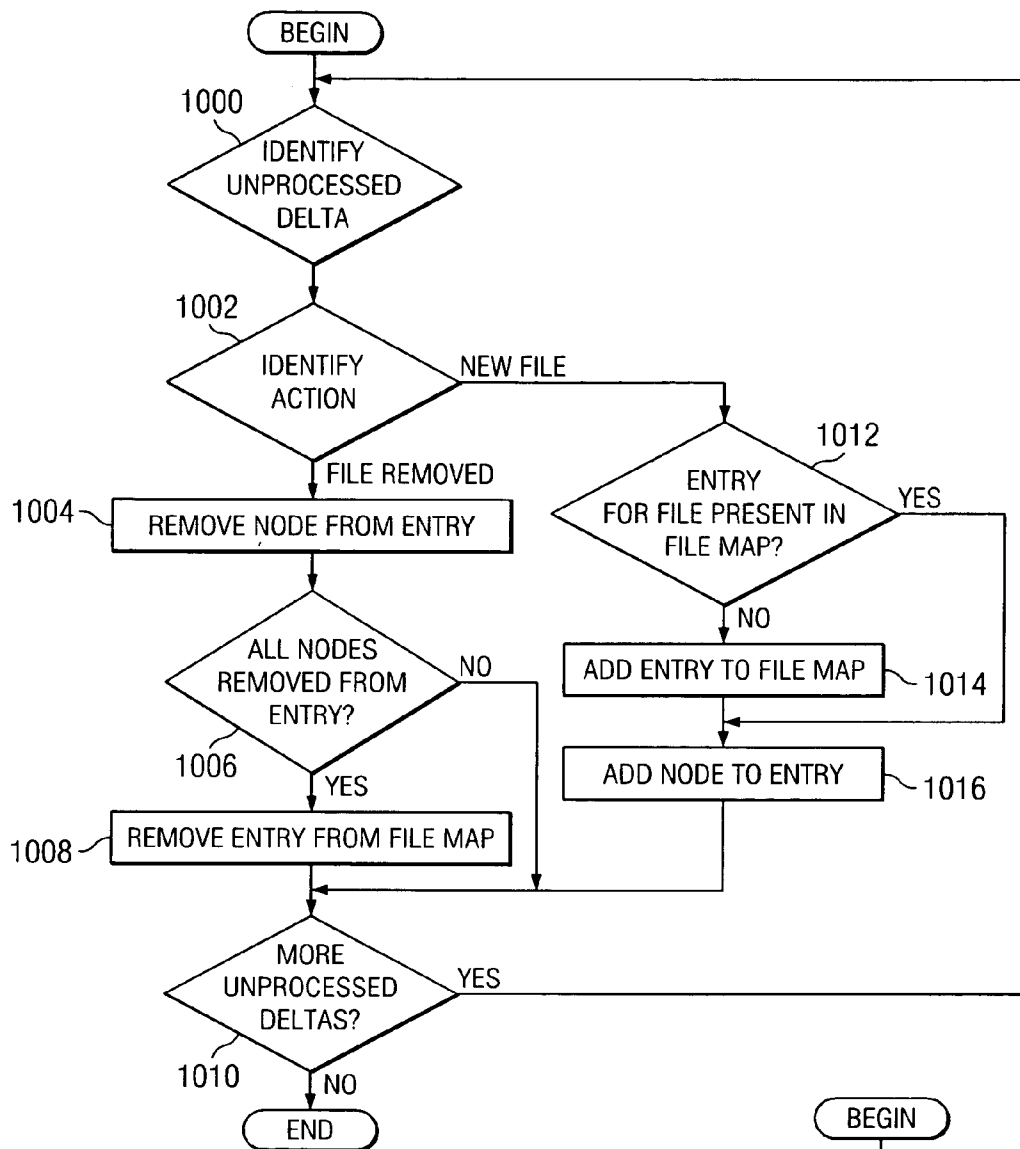 BEGIN
1000
IDENTIFY
UNPROCESSED
DELTA
1002
IDENTIFY
ACTION
NEW FILE
FILE REMOVED
1012
ENTRY
FOR FILE PRESENT IN
FILE MAP?
YES
NO
1004
REMOVE NODE FROM ENTRY
ALL NODES
REMOVED FROM
ENTRY?
NO
1006
YES
ADD ENTRY TO FILE MAP
1014
ADD NODE TO ENTRY
1016
1008
REMOVE ENTRY FROM FILE MAP
MORE
UNPROCESSED
DELTAS?
YES
1010
NO
END
BEGIN